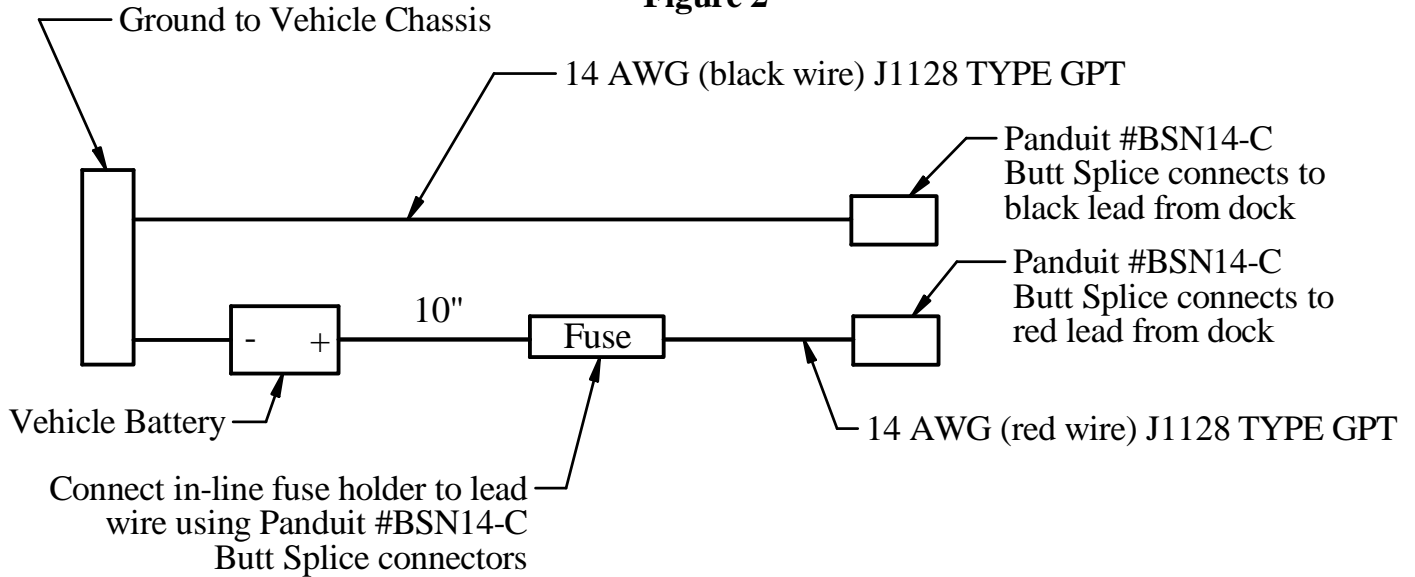 Figure 2
Ground to Vehicle Chassis
14 AWG (black wire) J1128 TYPE GPT
Panduit #BSN14-C
Butt Splice connects to
black lead from dock
Panduit #BSN14-C
Butt Splice connects to
red lead from dock
10"
- +
Fuse
Vehicle Battery
14 AWG (red wire) J1128 TYPE GPT
Connect in-line fuse holder to lead
wire using Panduit #BSN14-C
Butt Splice connectors